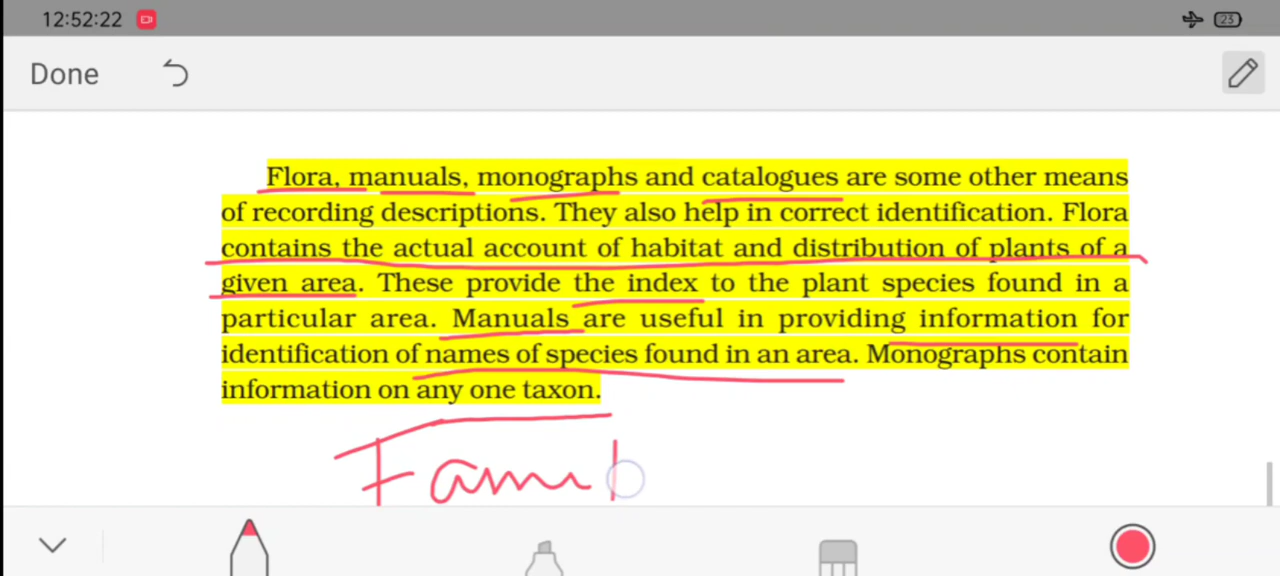 12:52:22
23
Done
Flora, manuals, monographs and catalogues are some other means
of recording descriptions. They also help in correct identification. Flora
contains the actual account of habitat and distribution of plants of a
given area. These provide the index to the plant species found in a
particular area. Manuals are useful in providing information for
identification of names of species found in an area. Monographs contain
information on any one taxon.
Famil